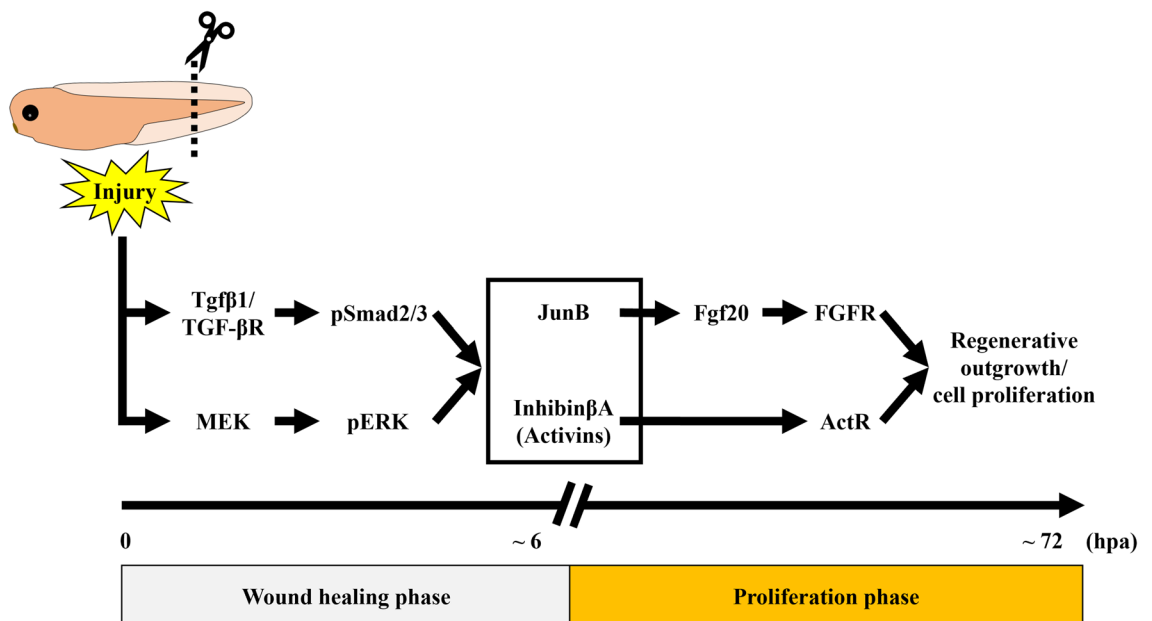 Injury
Tgfβ1/
TGF-βR
pSmad2/3
JunB
Fgf20
FGFR
Regenerative
outgrowth/
cell proliferation
MEK
pERK
InhibinβA
(Activins)
ActR
0
~ 6
~ 72
(hpa)
Wound healing phase
Proliferation phase